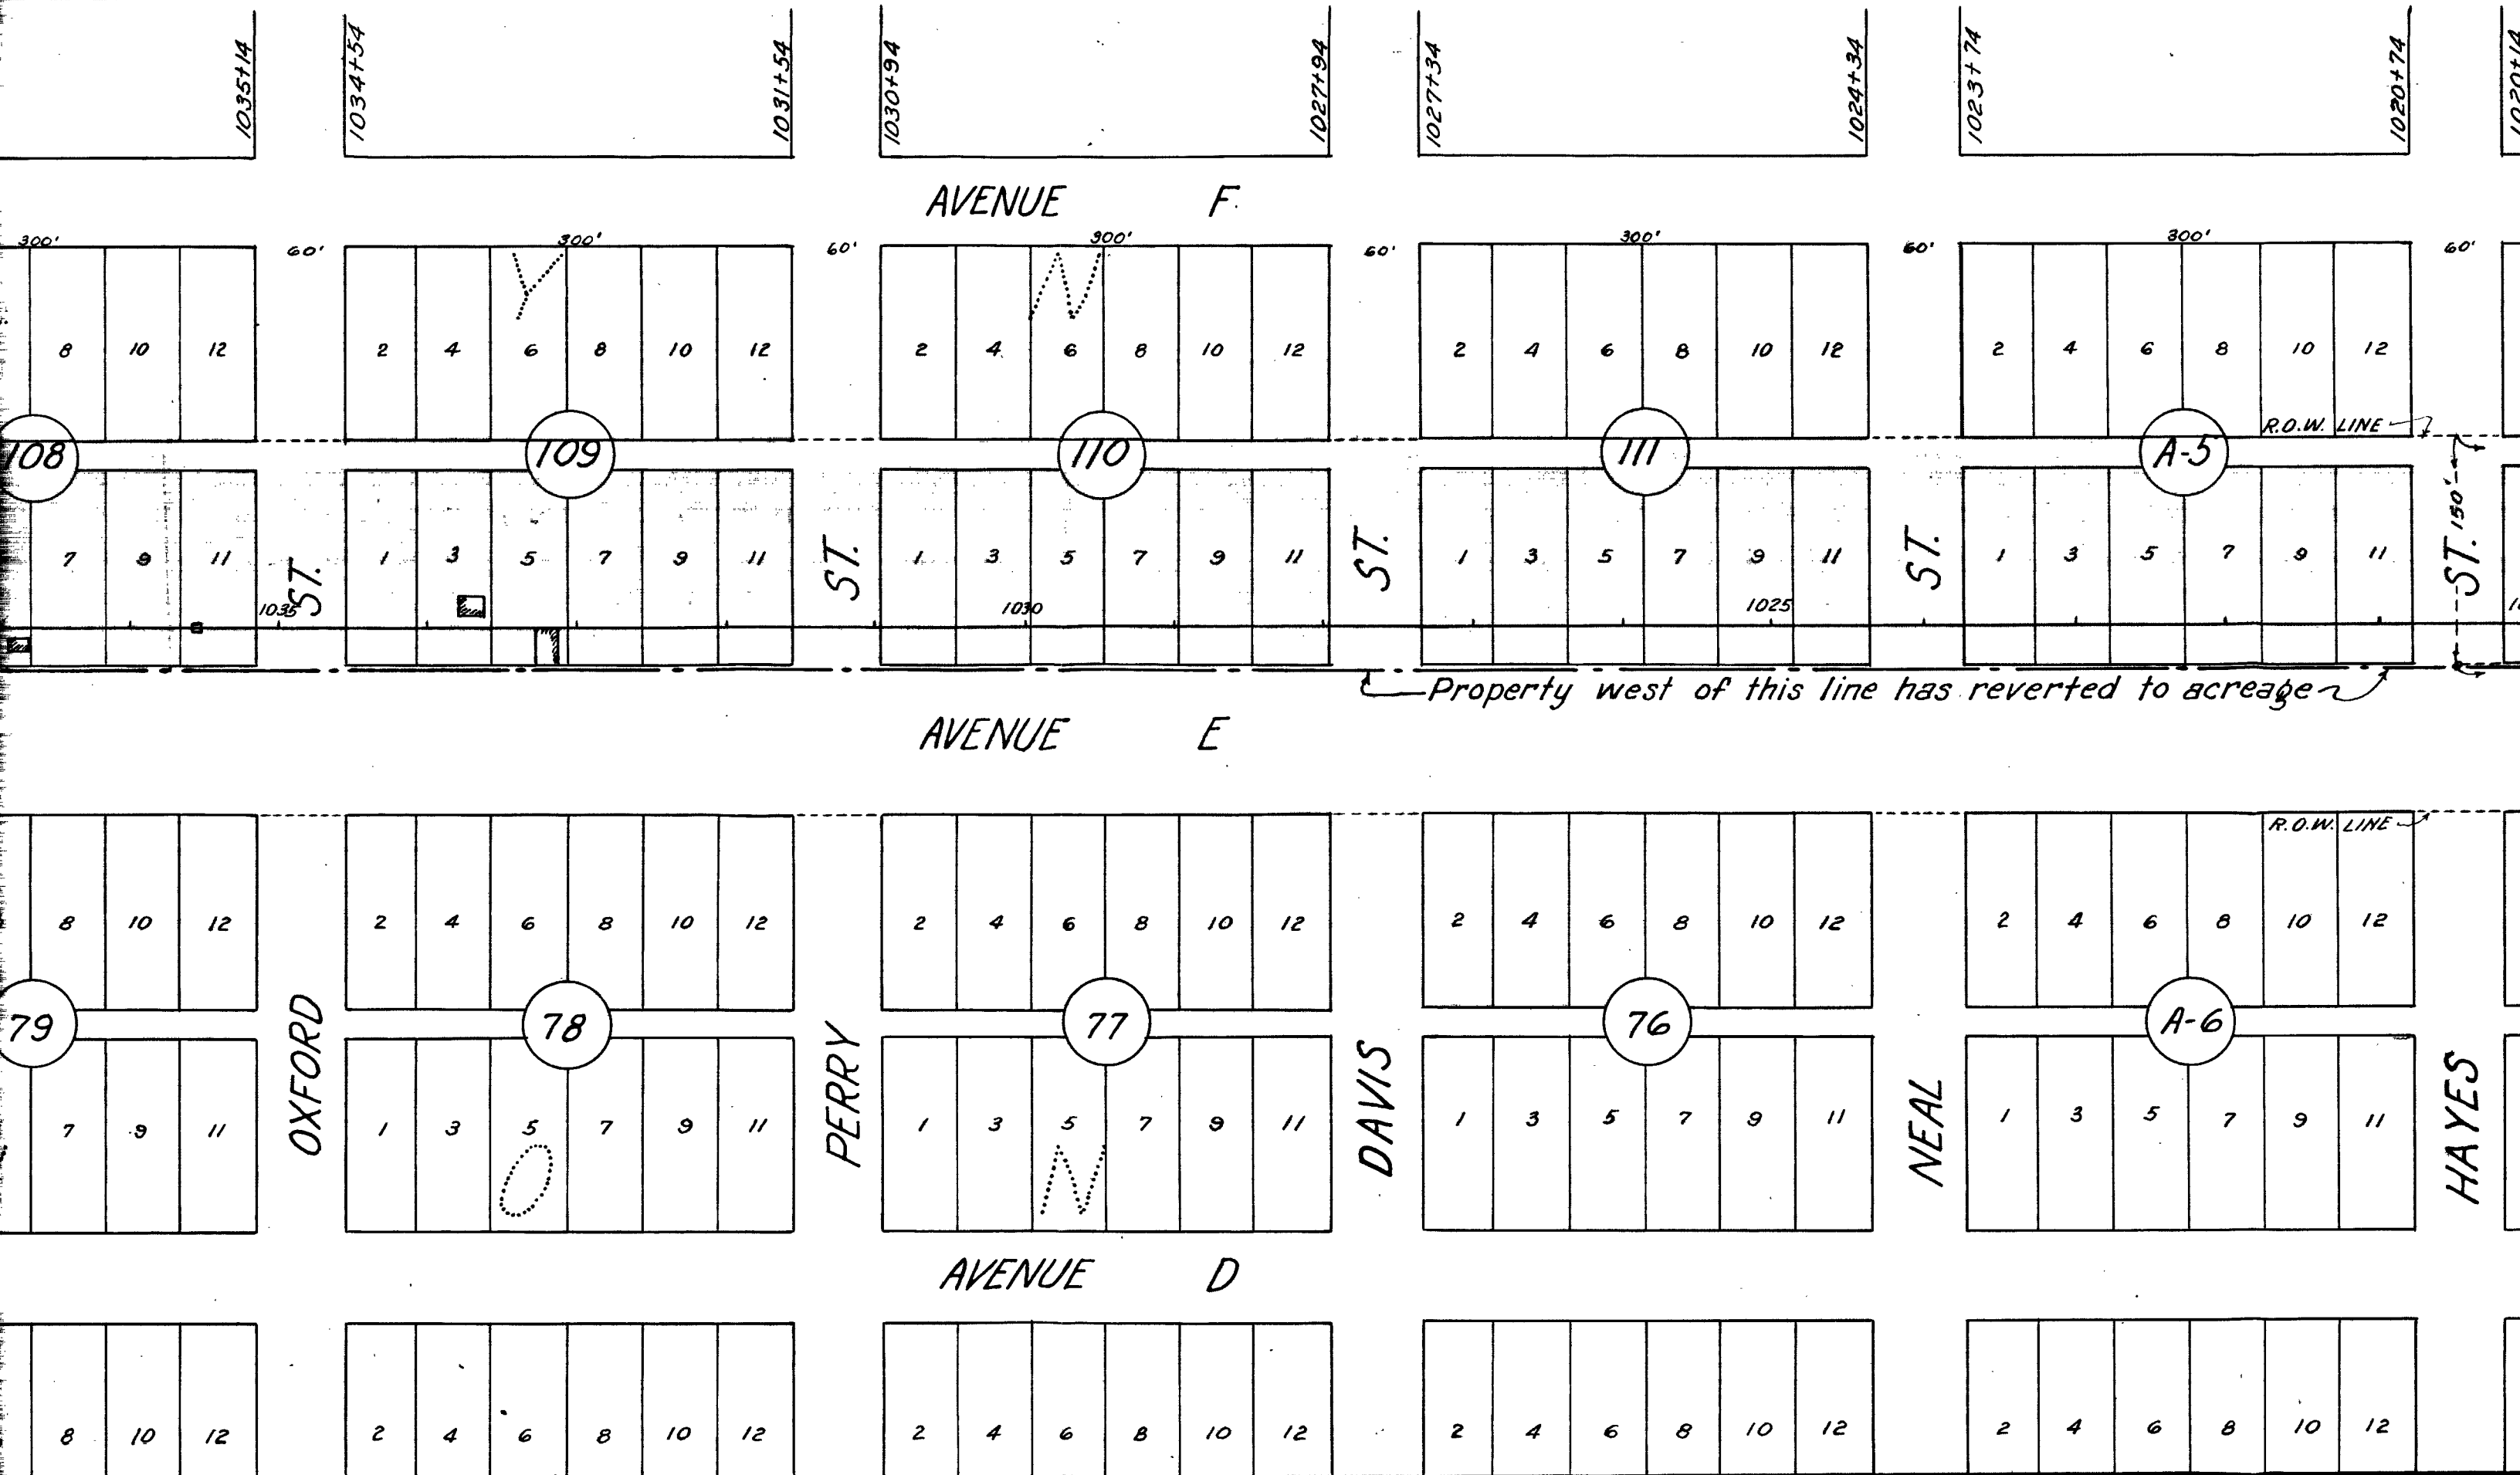 1035+14 1034+54 1031+54 1030+94 1027+94 1027+34 1024+34 1023+74 1020+74 1020+14
AVENUE F.
300' 60' 300' 60' 300' 60' 300' 60' 300' 60'
Y N
8 10 12 2 4 6 8 10 12 2 4 6 8 10 12 2 4 6 8 10 12 2 4 6 8 10 12
R.O.W. LINE
108 109 110 111 A-5
7 9 11 1 3 5 7 9 11 1 3 5 7 9 11 1 3 5 7 9 11 1 3 5 7 9 11
ST. ST. ST. ST. ST. 150'
1035 1030 1025
Property west of this line has reverted to acreage
AVENUE E
R.O.W. LINE
8 10 12 2 4 6 8 10 12 2 4 6 8 10 12 2 4 6 8 10 12 2 4 6 8 10 12
79 78 77 76 A-6
OXFORD PERRY DAVIS NEAL HAYES
7 9 11 1 3 5 7 9 11 1 3 5 7 9 11 1 3 5 7 9 11 1 3 5 7 9 11
O N
AVENUE D
8 10 12 2 4 6 8 10 12 2 4 6 8 10 12 2 4 6 8 10 12 2 4 6 8 10 12